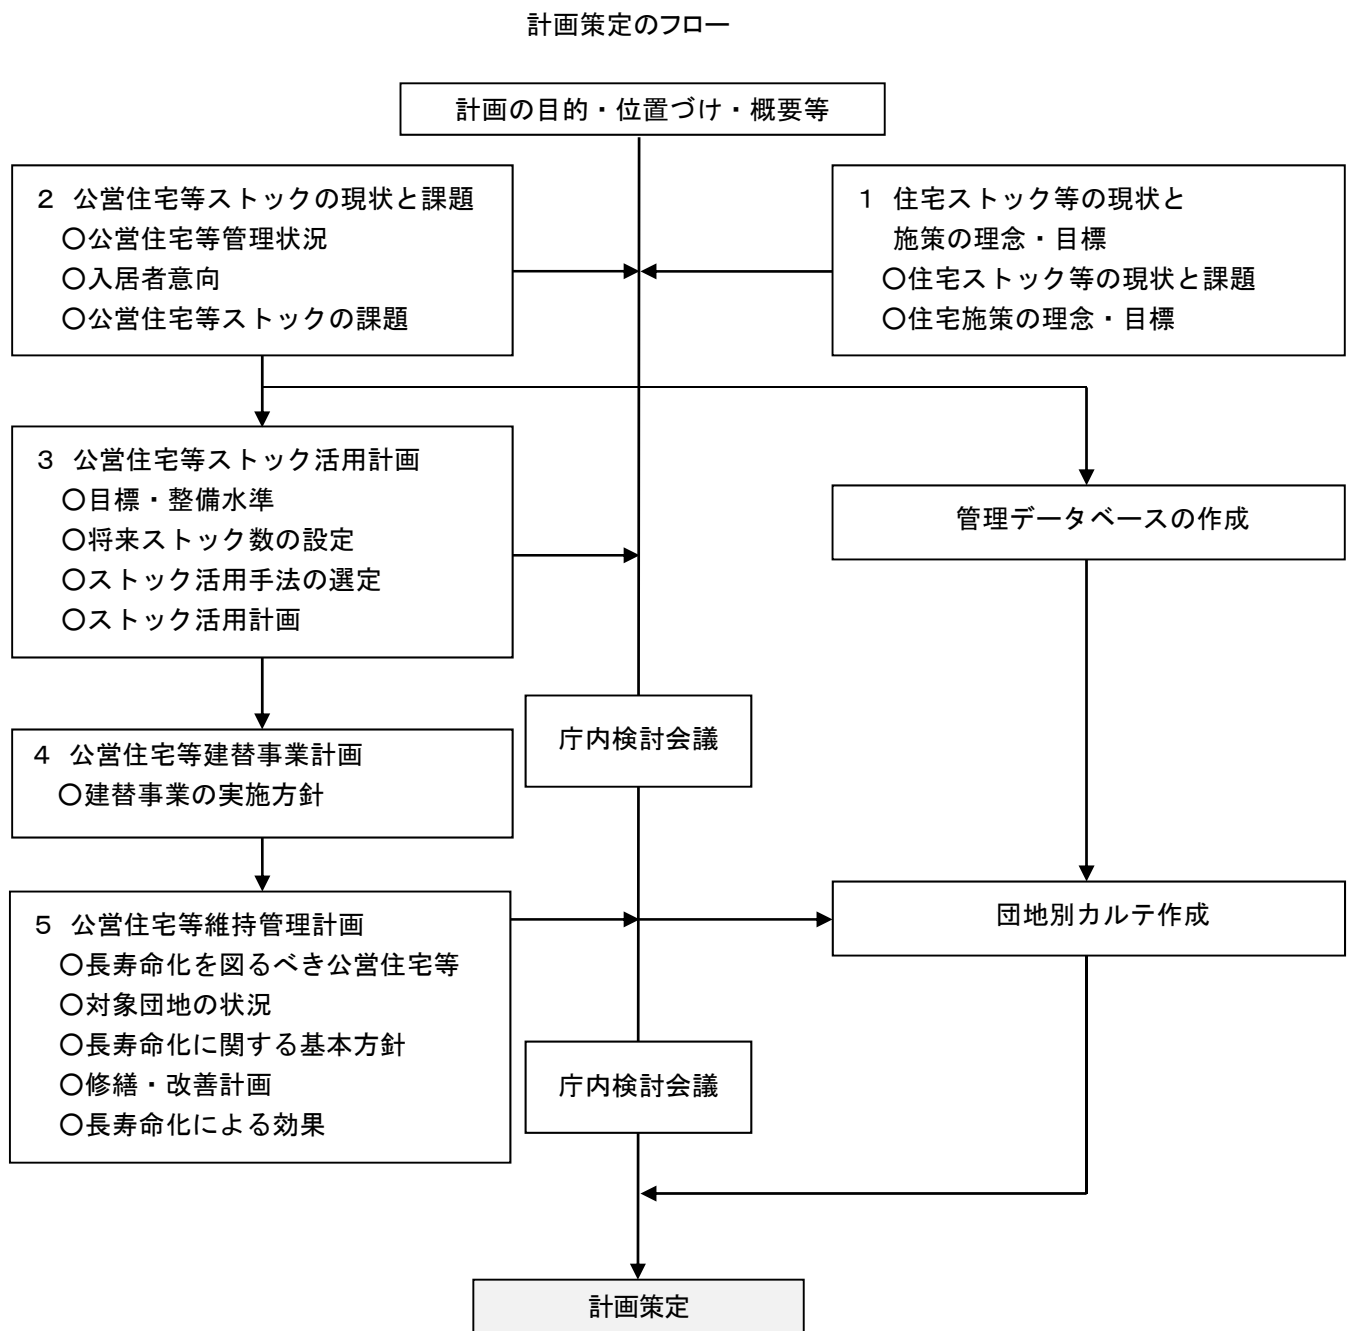 計画策定のフロー
計画の目的・位置づけ・概要等
２　公営住宅等ストックの現状と課題
〇公営住宅等管理状況
〇入居者意向
〇公営住宅等ストックの課題
１　住宅ストック等の現状と
施策の理念・目標
〇住宅ストック等の現状と課題
〇住宅施策の理念・目標
３　公営住宅等ストック活用計画
〇目標・整備水準
〇将来ストック数の設定
〇ストック活用手法の選定
〇ストック活用計画
管理データベースの作成
庁内検討会議
４　公営住宅等建替事業計画
〇建替事業の実施方針
５　公営住宅等維持管理計画
〇長寿命化を図るべき公営住宅等
〇対象団地の状況
〇長寿命化に関する基本方針
〇修繕・改善計画
〇長寿命化による効果
団地別カルテ作成
庁内検討会議
計画策定